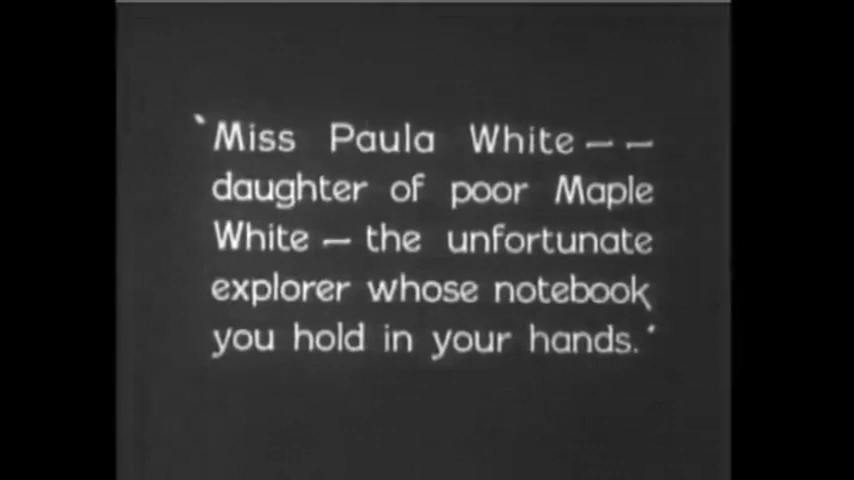 'Miss Paula White – –
daughter of poor Maple
White – the unfortunate
explorer whose notebook
you hold in your hands.'